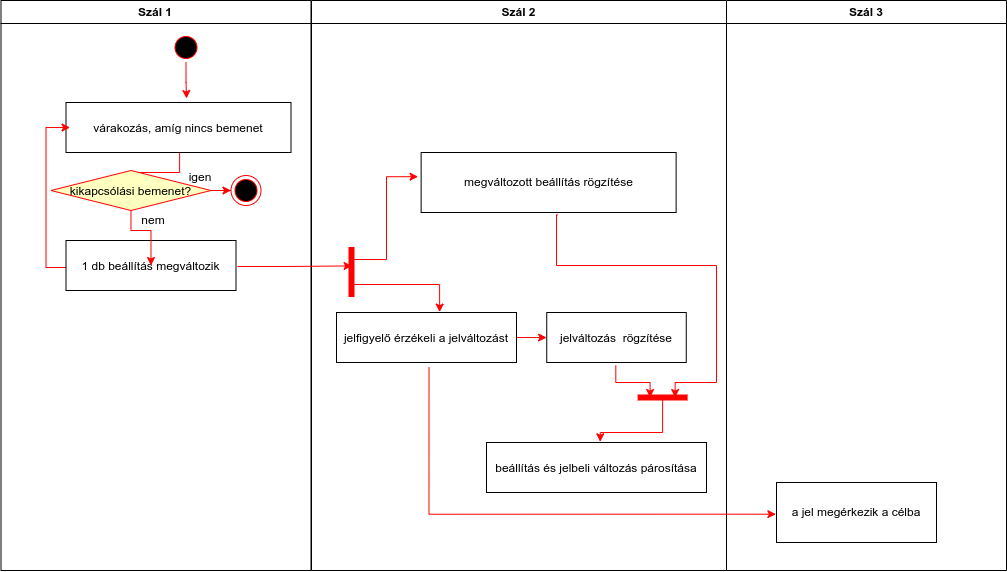 Szál 1
Szál 2
Szál 3
várakozás, amíg nincs bemenet
igen
kikapcsólási bemenet?
nem
1 db beállítás megváltozik
megváltozott beállítás rögzítése
jelfigyelő érzékeli a jelváltozást
jelváltozás rögzítése
beállítás és jelbeli változás párosítása
a jel megérkezik a célba